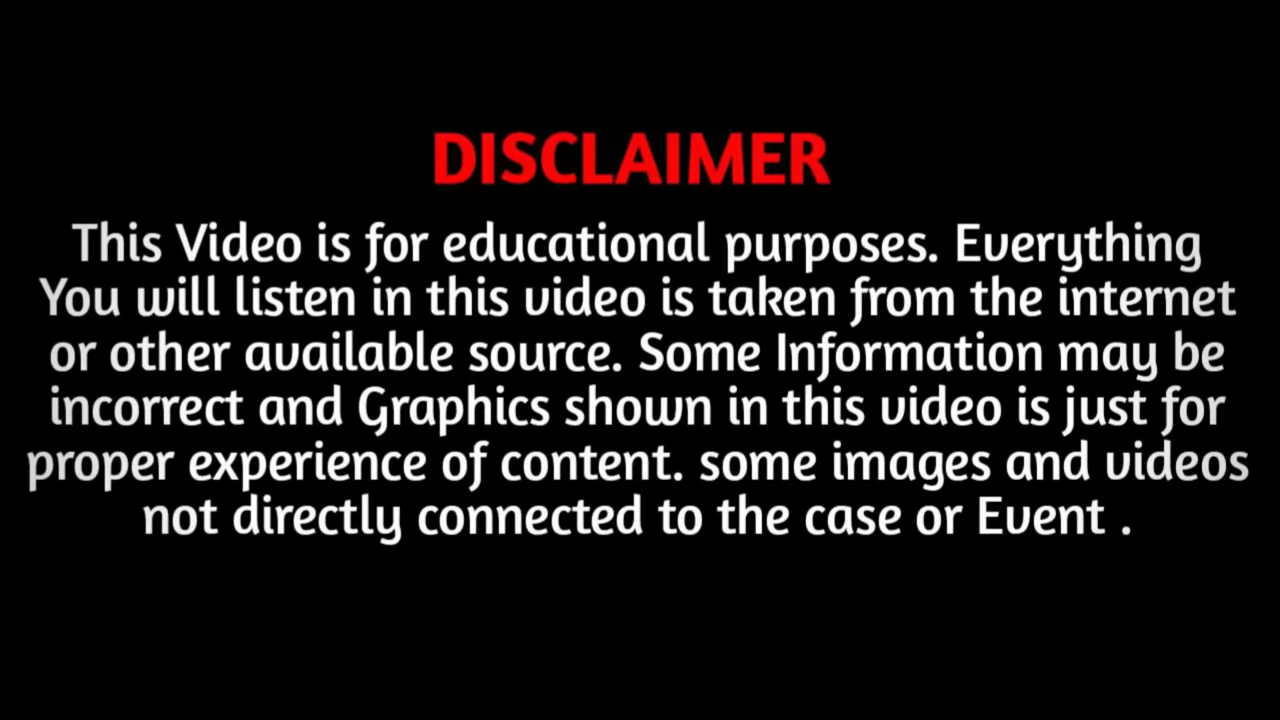 DISCLAIMER
This Video is for educational purposes. Everything
You will listen in this video is taken from the internet
or other available source. Some Information may be
incorrect and Graphics shown in this video is just for
proper experience of content. some images and videos
not directly connected to the case or Event .